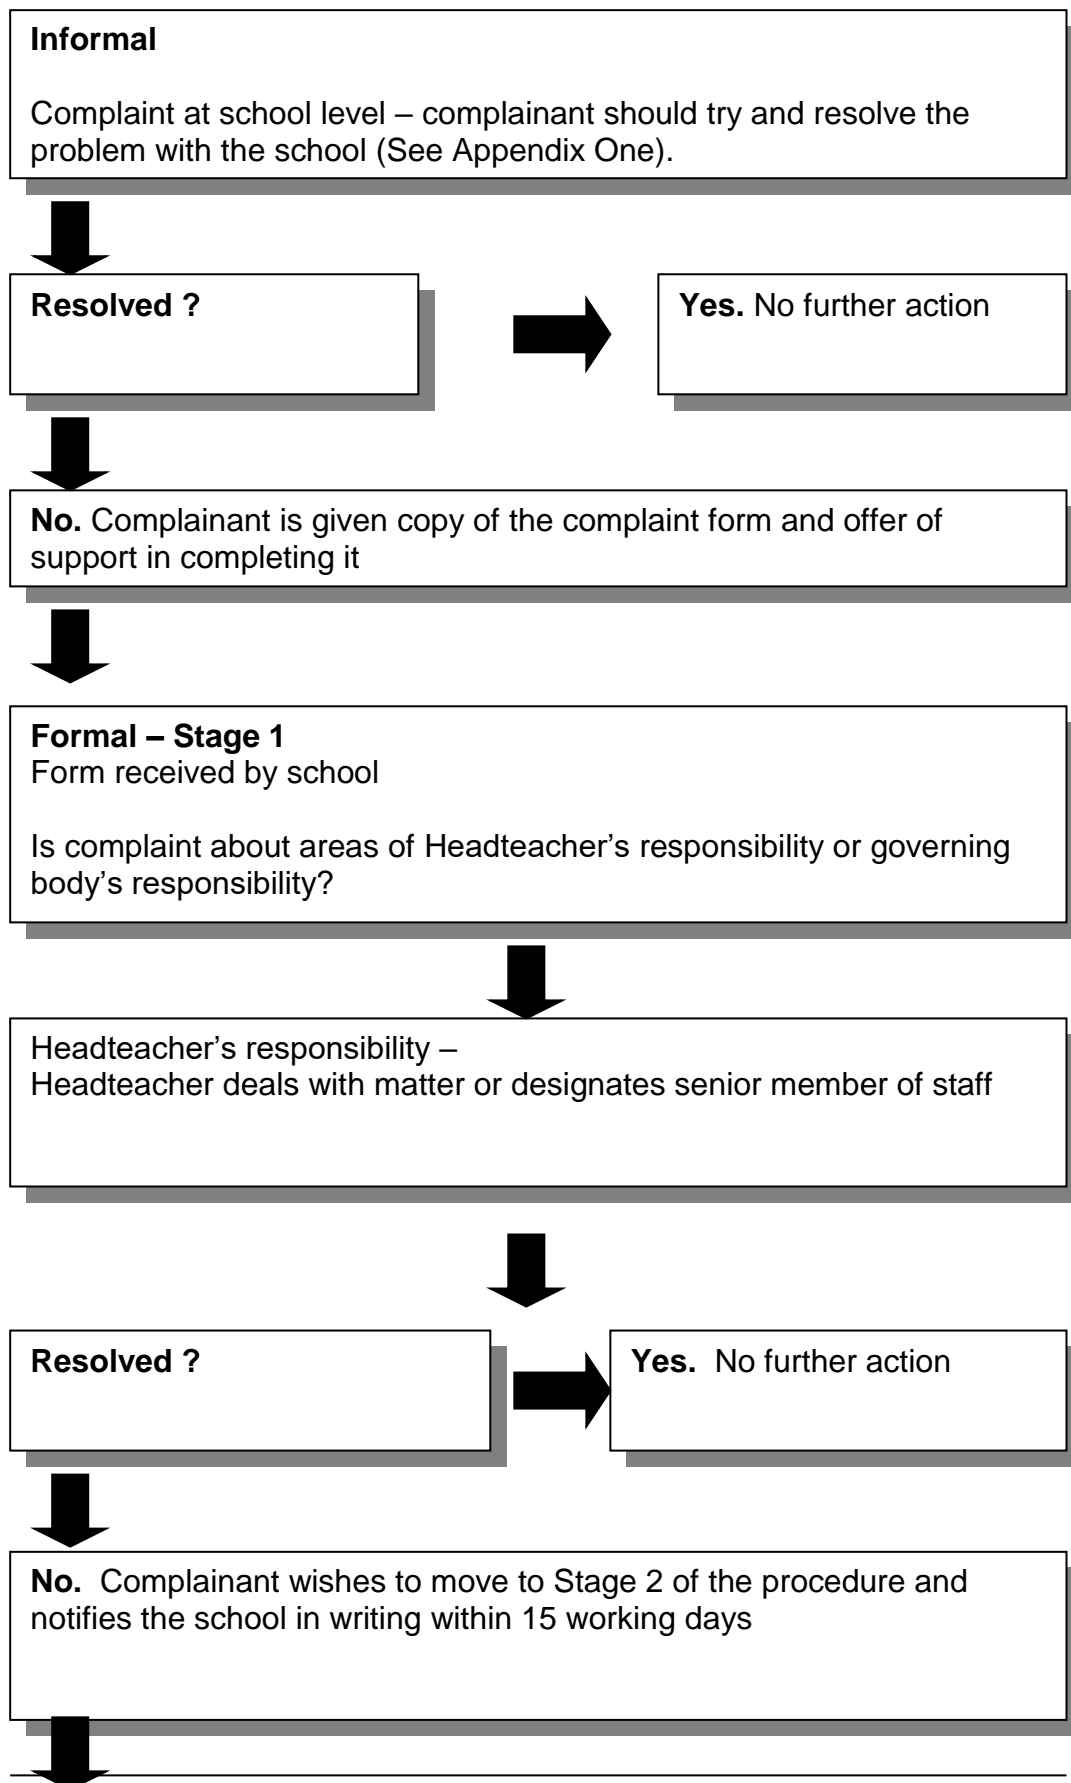 Informal
Complaint at school level – complainant should try and resolve the
problem with the school (See Appendix One).
Resolved ?
Yes. No further action
No. Complainant is given copy of the complaint form and offer of
support in completing it
Formal – Stage 1
Form received by school
Is complaint about areas of Headteacher’s responsibility or governing
body’s responsibility?
Headteacher’s responsibility –
Headteacher deals with matter or designates senior member of staff
Resolved ?
Yes.  No further action
No.  Complainant wishes to move to Stage 2 of the procedure and
notifies the school in writing within 15 working days